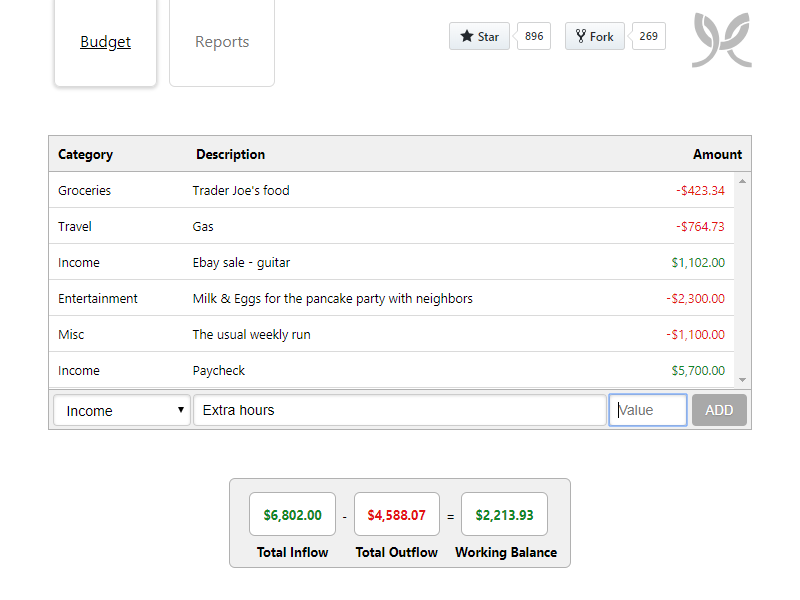 Budget
Reports
Star
896
Fork
269
Category Description Amount
Groceries Trader Joe's food -$423.34
Travel Gas -$764.73
Income Ebay sale - guitar $1,102.00
Entertainment Milk & Eggs for the pancake party with neighbors -$2,300.00
Misc The usual weekly run -$1,100.00
Income Paycheck $5,700.00
Income Extra hours Value ADD
$6,802.00 - $4,588.07 = $2,213.93
Total Inflow Total Outflow Working Balance